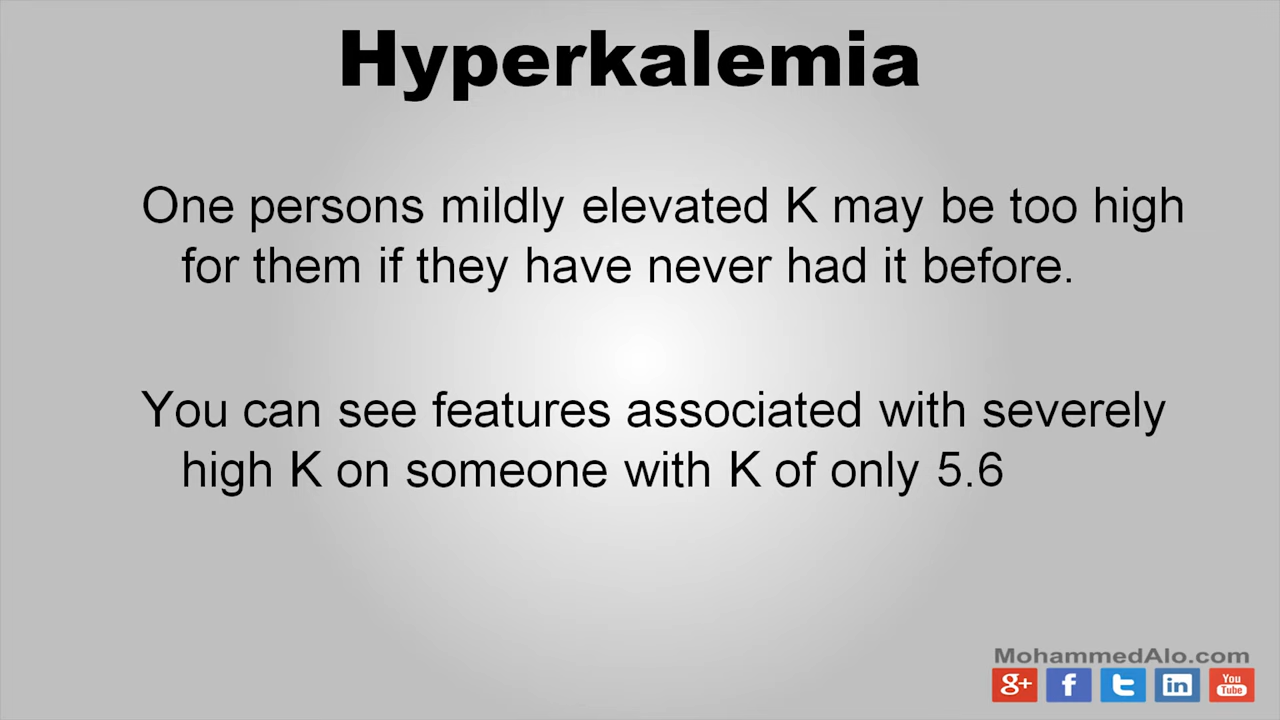 Hyperkalemia
One persons mildly elevated K may be too high
for them if they have never had it before.
You can see features associated with severely
high K on someone with K of only 5.6
MohammedAlo.com
g+ f t in You Tube